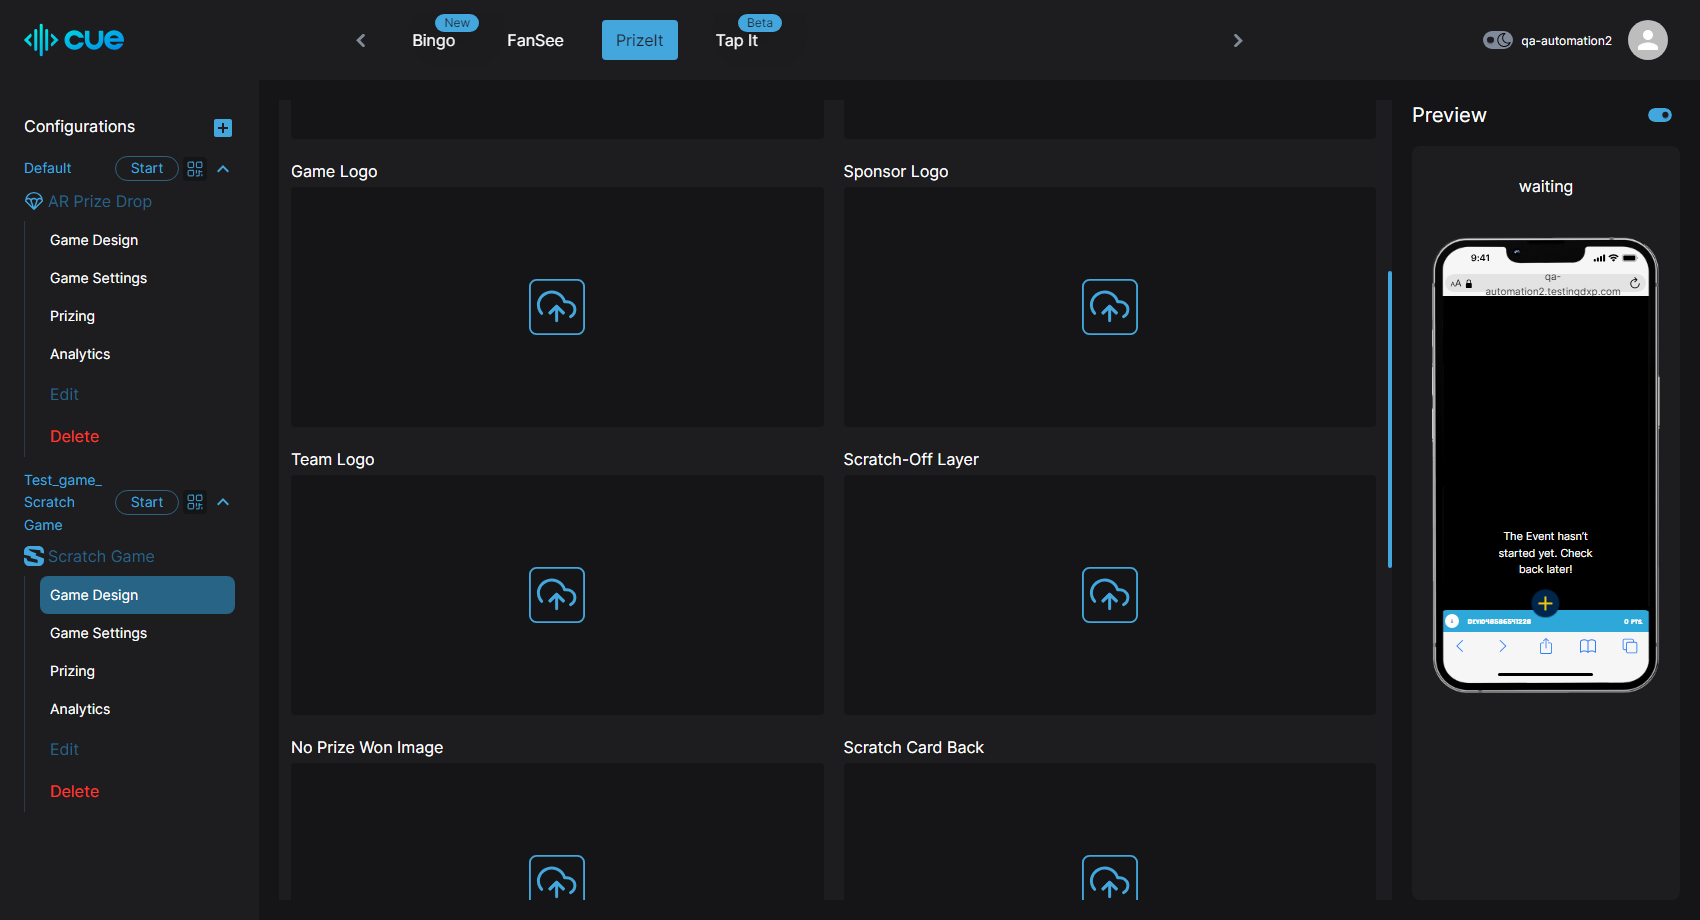 cue
New
Bingo
FanSee
PrizeIt
Beta
Tap It
qa-automation2
Configurations
Default
Start
AR Prize Drop
Game Design
Game Settings
Prizing
Analytics
Edit
Delete
Test_game_
Scratch
Game
Start
Scratch Game
Game Design
Game Settings
Prizing
Analytics
Edit
Delete
Game Logo
Sponsor Logo
Team Logo
Scratch-Off Layer
No Prize Won Image
Scratch Card Back
Preview
waiting
9:41
AA
qa-
automation2.testingdxp.com
The Event hasn't
started yet. Check
back later!
0 PTS.